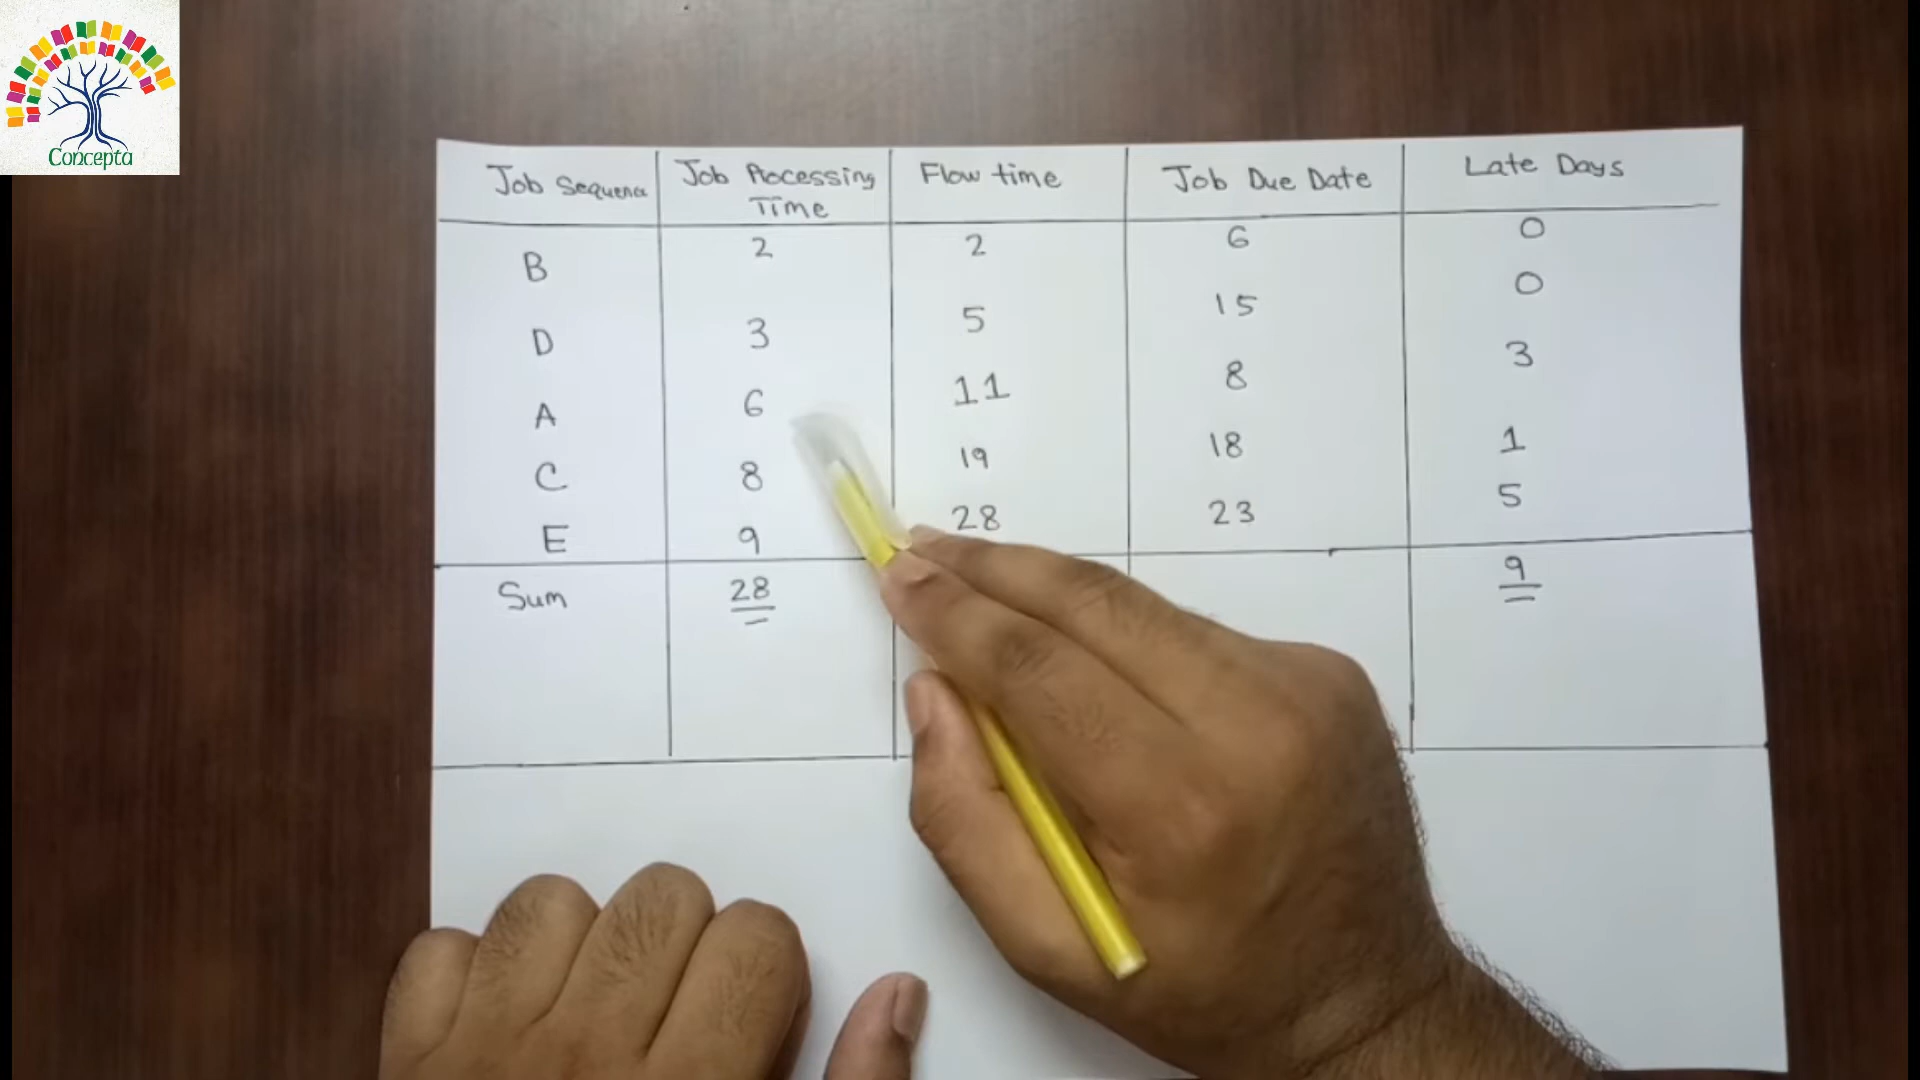 Concepta
Job Sequence Job Processing Time Flow time Job Due Date Late Days
B 2 2 6 0
D 3 5 15 0
A 6 11 8 3
C 8 19 18 1
E 9 28 23 5
Sum 28 9